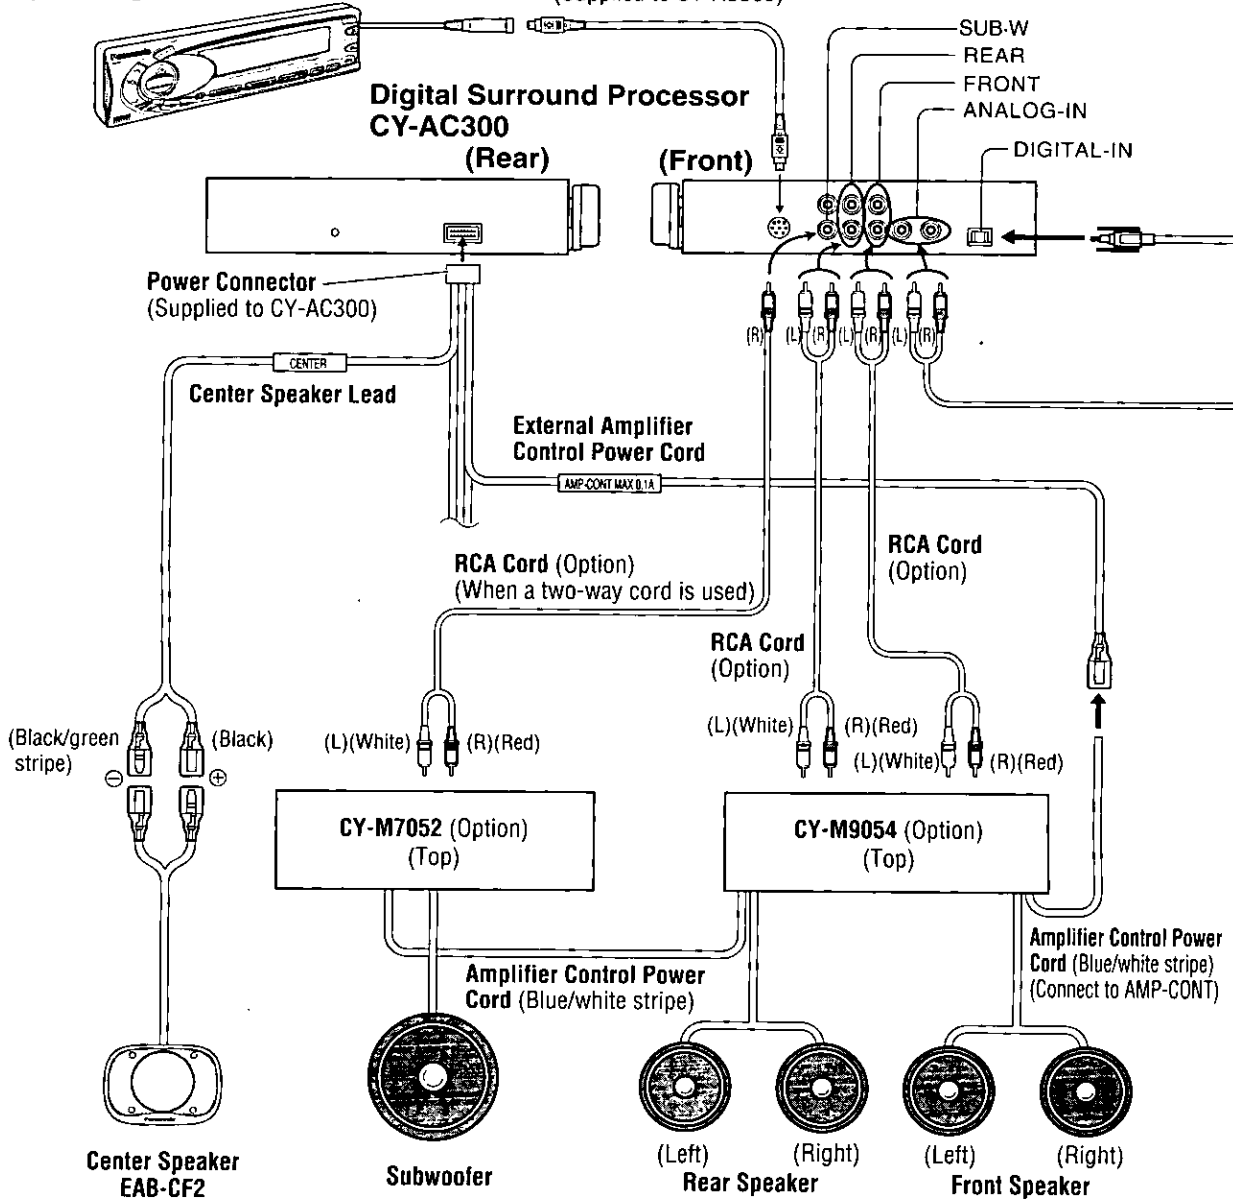 Panasonic
SUB-W
REAR
FRONT
ANALOG-IN
DIGITAL-IN
Digital Surround Processor
CY-AC300
(Rear)
(Front)
Power Connector
(Supplied to CY-AC300)
(R)
(L)
(R)
(L)
(R)
(L)
(R)
CENTER
Center Speaker Lead
External Amplifier
Control Power Cord
AMP-CONT MAX 0.1A
RCA Cord (Option)
(When a two-way cord is used)
RCA Cord
(Option)
RCA Cord
(Option)
(Black/green
stripe)
(Black)
⊖
⊕
(L)(White)
(R)(Red)
(L)(White)
(R)(Red)
(L)(White)
(R)(Red)
CY-M7052 (Option)
(Top)
CY-M9054 (Option)
(Top)
Amplifier Control Power
Cord (Blue/white stripe)
Amplifier Control Power
Cord (Blue/white stripe)
(Connect to AMP-CONT)
Panasonic
Center Speaker
EAB-CF2
Subwoofer
(Left)
(Right)
Rear Speaker
(Left)
(Right)
Front Speaker